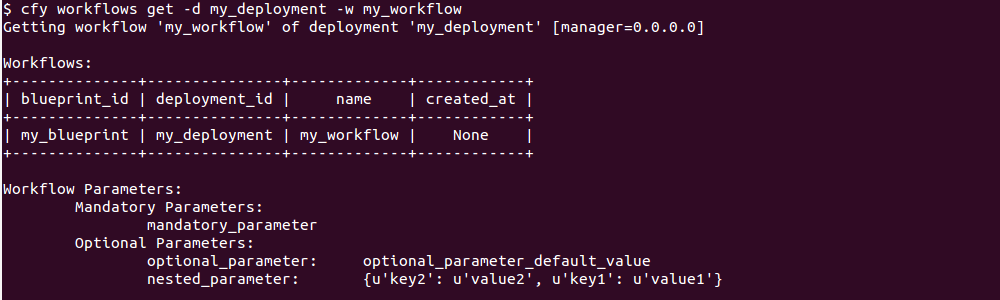 $ cfy workflows get -d my_deployment -w my_workflow
Getting workflow 'my_workflow' of deployment 'my_deployment' [manager=0.0.0.0]

Workflows:
+--------------+---------------+-------------+------------+
| blueprint_id | deployment_id |     name    | created_at |
+--------------+---------------+-------------+------------+
| my_blueprint | my_deployment | my_workflow |    None    |
+--------------+---------------+-------------+------------+

Workflow Parameters:
        Mandatory Parameters:
                mandatory_parameter
        Optional Parameters:
                optional_parameter:     optional_parameter_default_value
                nested_parameter:       {u'key2': u'value2', u'key1': u'value1'}